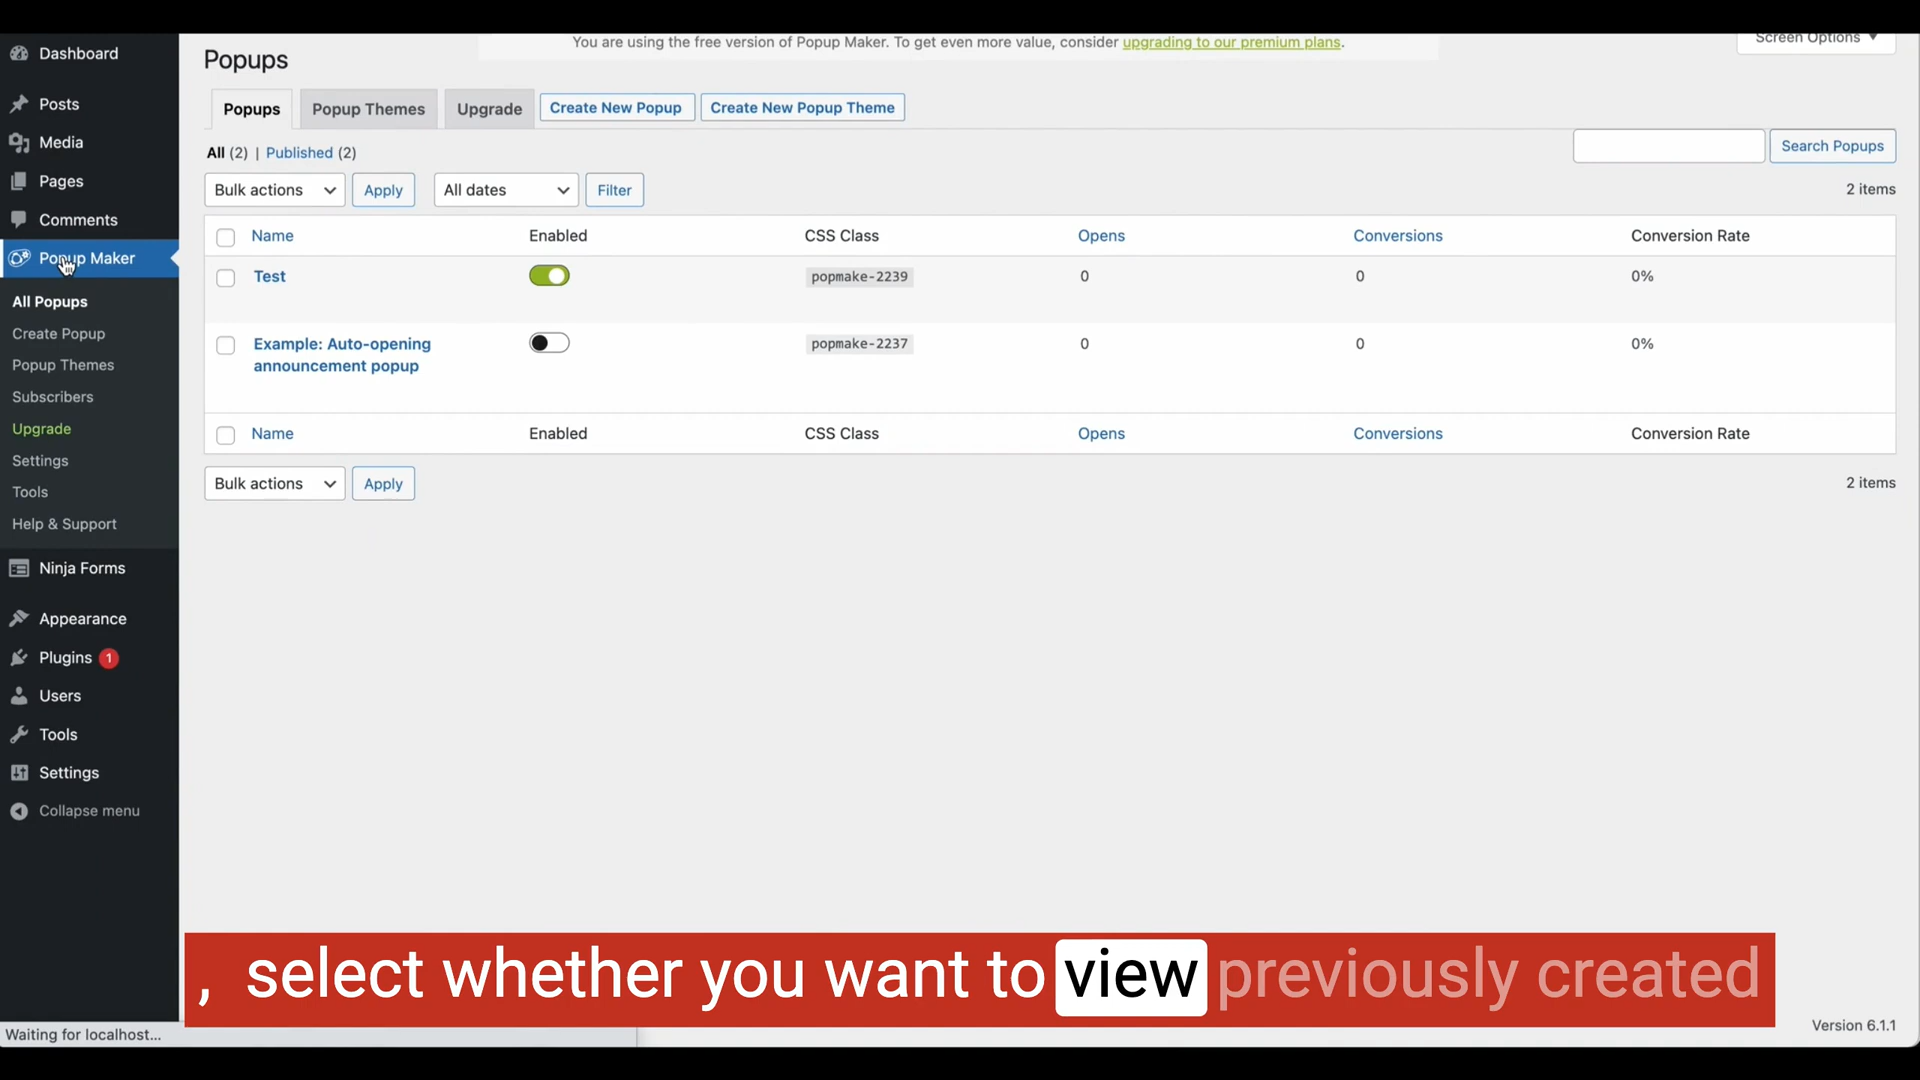 You are using the free version of Popup Maker. To get even more value, consider upgrading to our premium plans.
Screen Options
Popups
Popups
Popup Themes
Upgrade
Create New Popup
Create New Popup Theme
All (2) | Published (2)
Search Popups
Bulk actions
Apply
All dates
Filter
2 items
Name Enabled CSS Class Opens Conversions Conversion Rate
Test popmake-2239 0 0 0%
Example: Auto-opening popmake-2237 0 0 0%
announcement popup
Name Enabled CSS Class Opens Conversions Conversion Rate
Bulk actions
Apply
2 items
Dashboard
Posts
Media
Pages
Comments
Popup Maker
All Popups
Create Popup
Popup Themes
Subscribers
Upgrade
Settings
Tools
Help & Support
Ninja Forms
Appearance
Plugins 1
Users
Tools
Settings
Collapse menu
, select whether you want to view previously created
Waiting for localhost...
Version 6.1.1